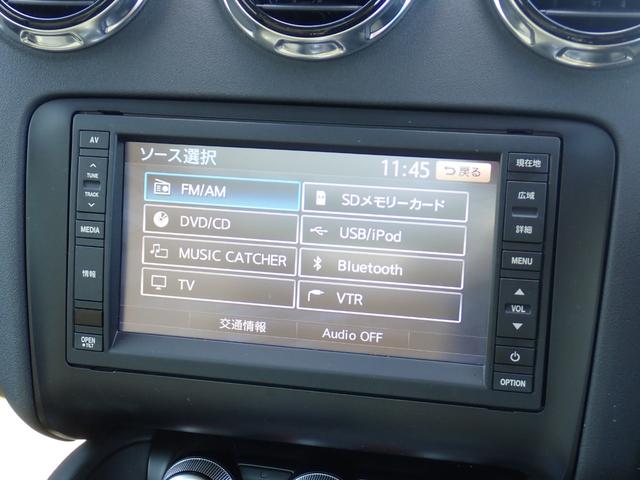 AV
TUNE
TRACK
MEDIA
情報
OPEN
TILT
ソース選択
11:45
戻る
FM/AM
SDメモリーカード
DVD/CD
USB/iPod
MUSIC CATCHER
Bluetooth
TV
VTR
交通情報
Audio OFF
現在地
広域
詳細
MENU
VOL
OPTION